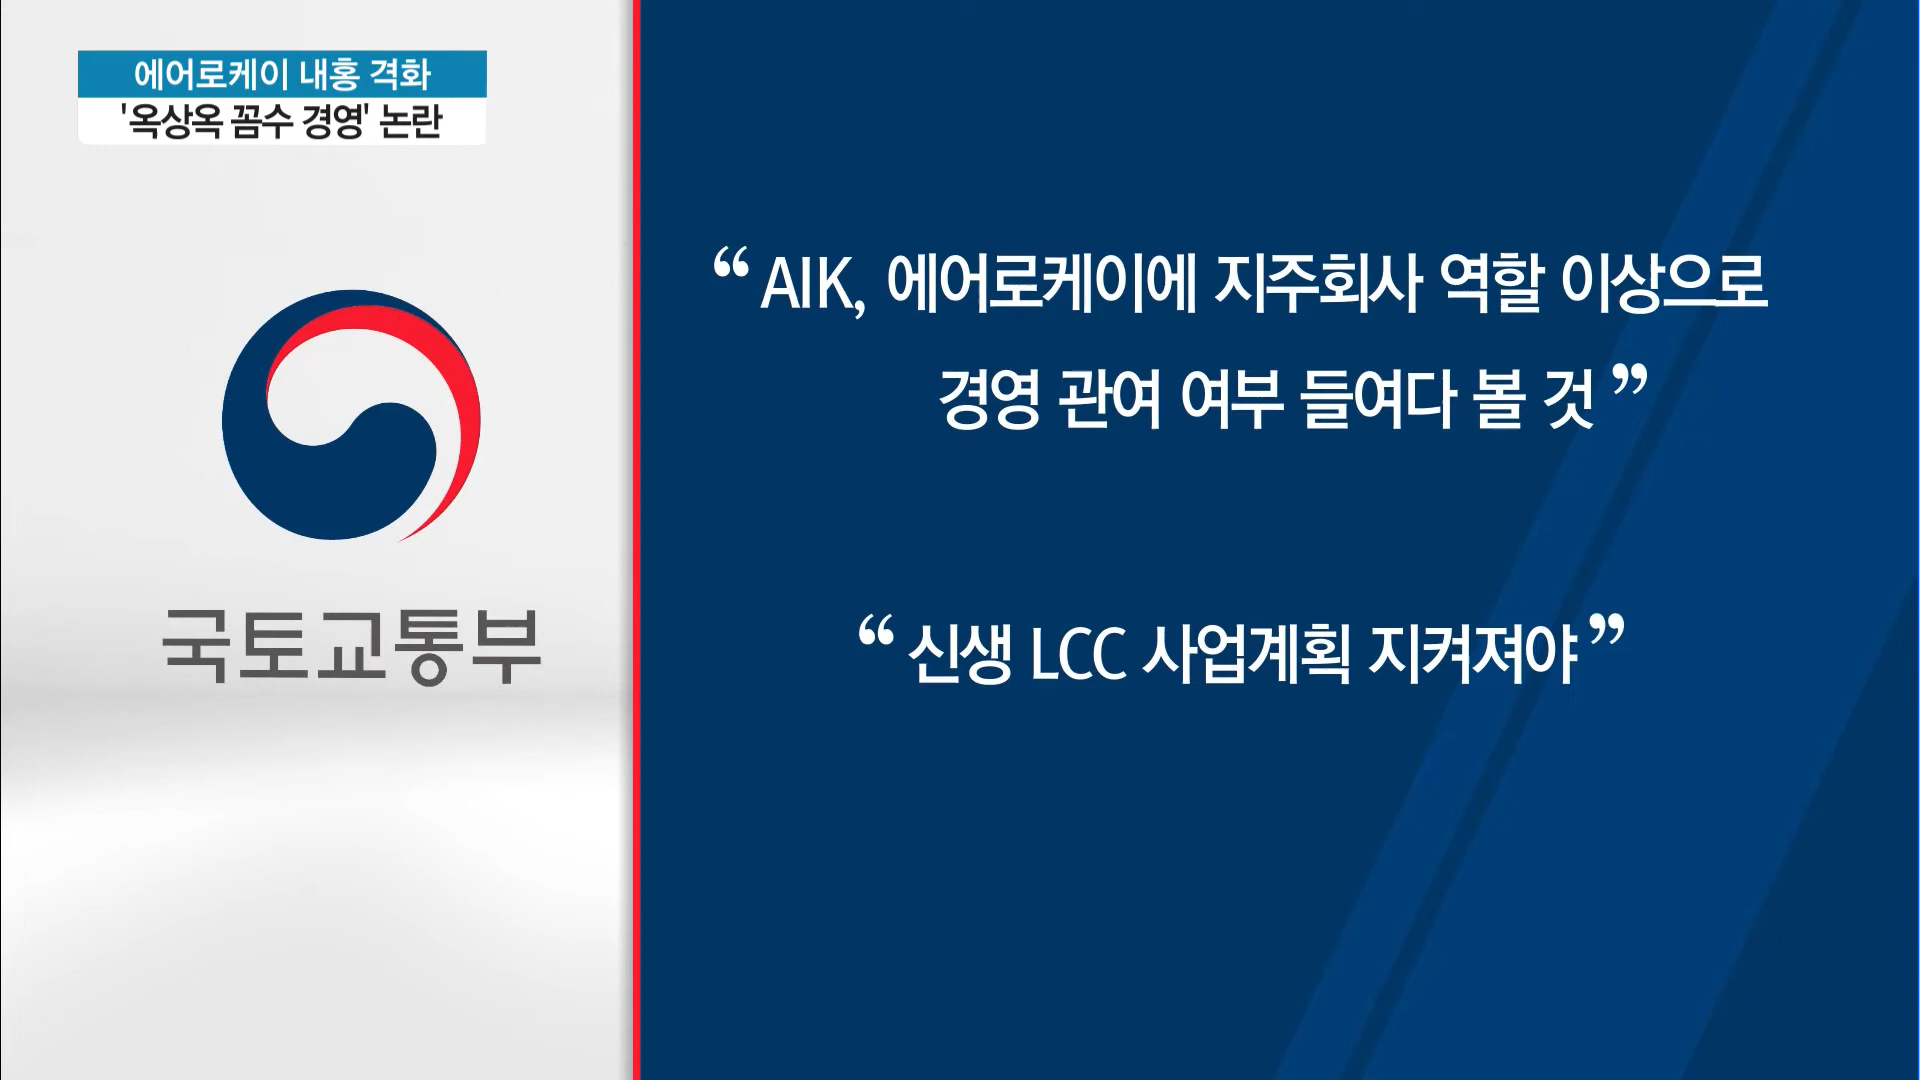 에어로케이 내홍 격화
'옥상옥 꼼수 경영' 논란
국토교통부
“ AIK, 에어로케이에 지주회사 역할 이상으로
경영 관여 여부 들여다 볼 것 ”
“ 신생 LCC 사업계획 지켜져야 ”